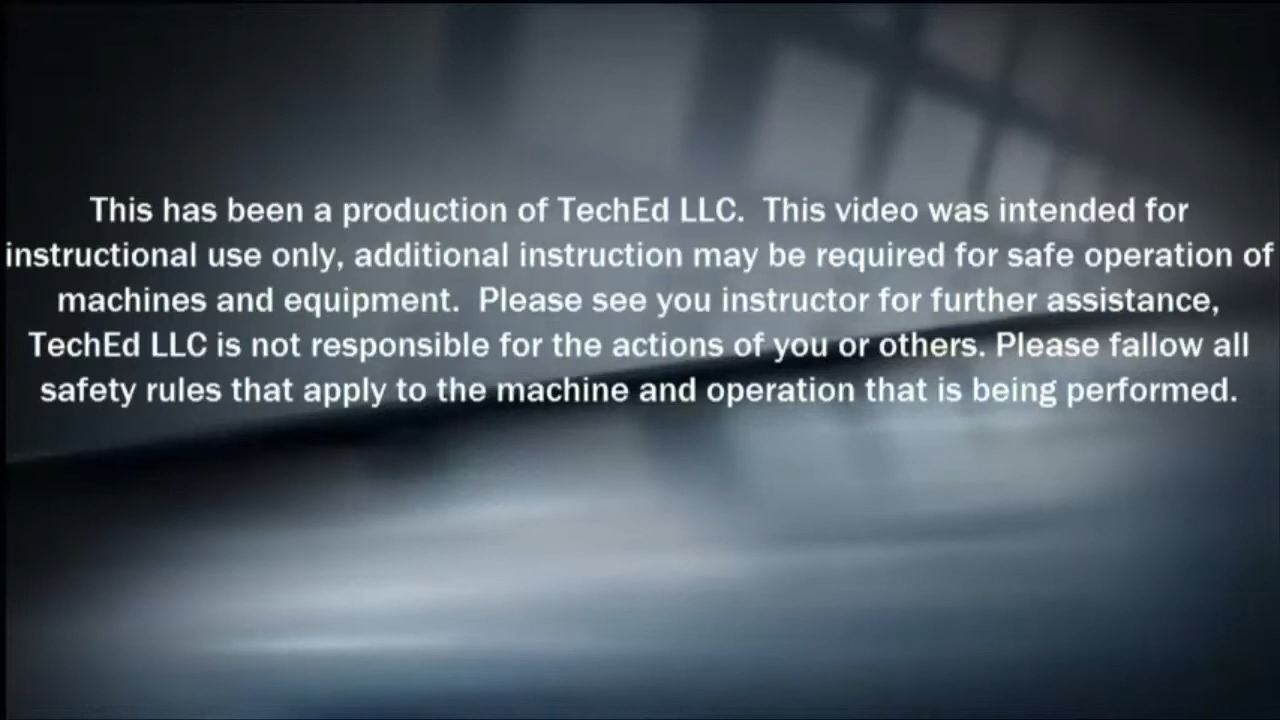 This has been a production of TechEd LLC.  This video was intended for
instructional use only, additional instruction may be required for safe operation of
machines and equipment.  Please see you instructor for further assistance,
TechEd LLC is not responsible for the actions of you or others. Please fallow all
safety rules that apply to the machine and operation that is being performed.